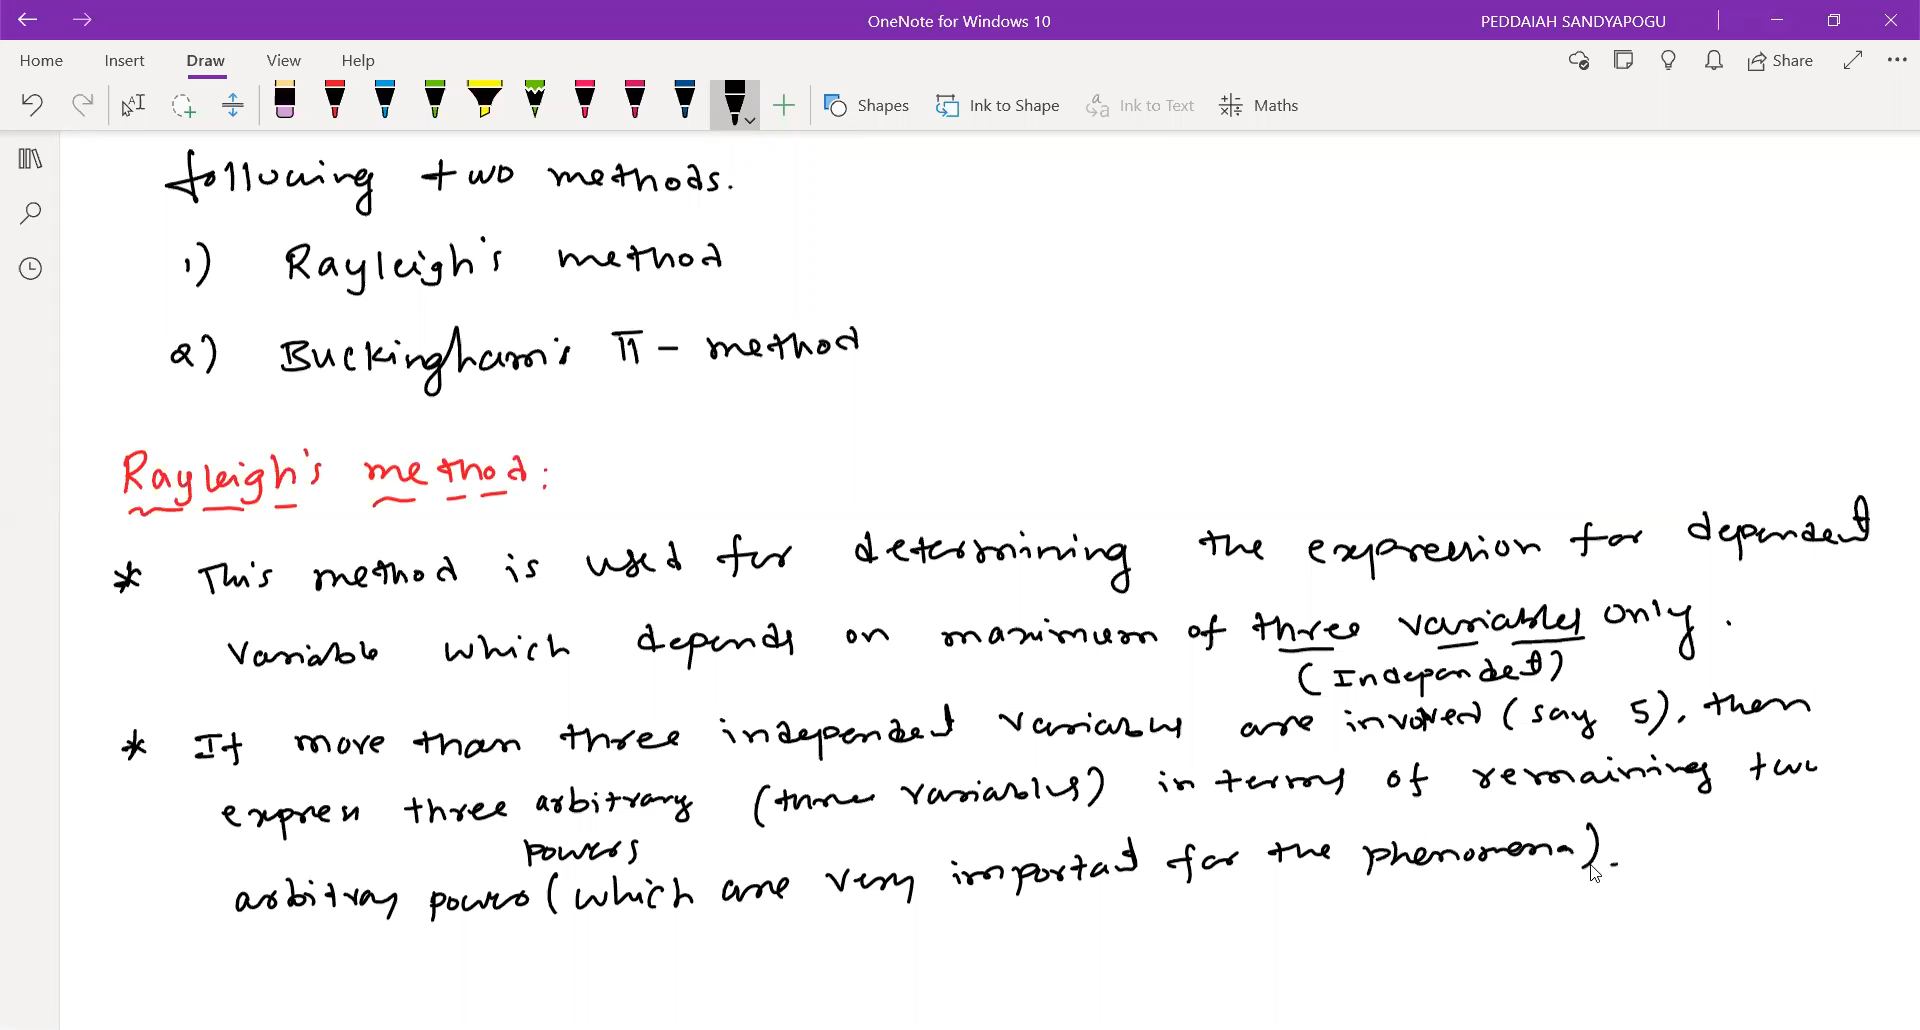 OneNote for Windows 10
PEDDAIAH SANDYAPOGU
Home Insert Draw View Help
Share
Shapes Ink to Shape Ink to Text Maths
following two methods.
1) Rayleigh's method
2) Buckingham's π - method
Rayleigh's method:
* This method is used for determining the expression for dependent
variable which depends on maximum of three variables only.
(Independent)
* If more than three independent variables are involved (say 5), then
express three arbitrary (three variables) in terms of remaining two
powers
arbitray powers (which are very important for the phenomena).